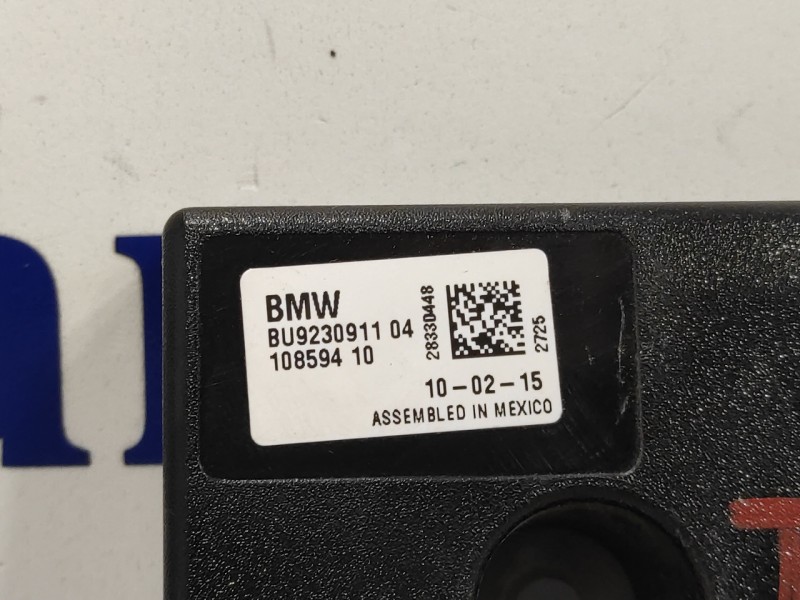 BMW
BU9230911 04
108594 10
28330448
2725
10-02-15
ASSEMBLED IN MEXICO